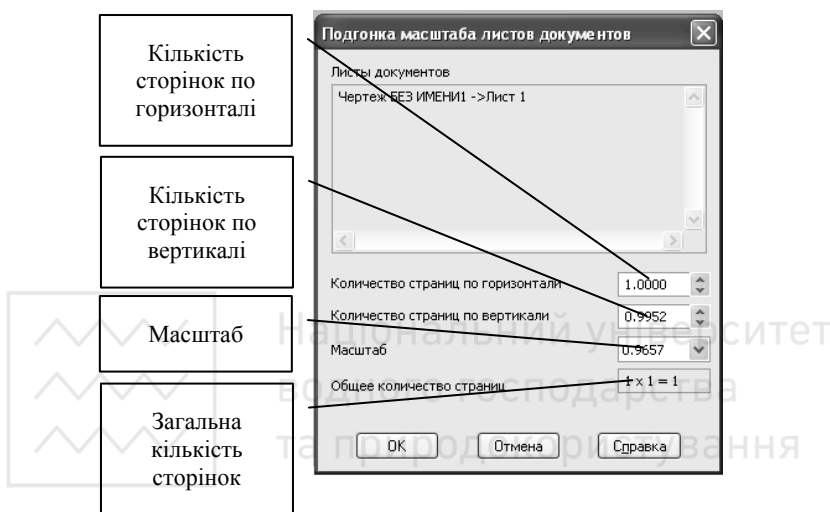 Кількість
сторінок по
горизонталі
Кількість
сторінок по
вертикалі
Масштаб
Загальна
кількість
сторінок
Подгонка масштаба листов документов
Листы документов
Чертеж БЕЗ ИМЕНИ1 ->Лист 1
Количество страниц по горизонтали 1.0000
Количество страниц по вертикали 0.9952
Масштаб 0.9657
Общее количество страниц 1 x 1 = 1
OK Отмена Справка
Національний університет
водного господарства
та природокористування